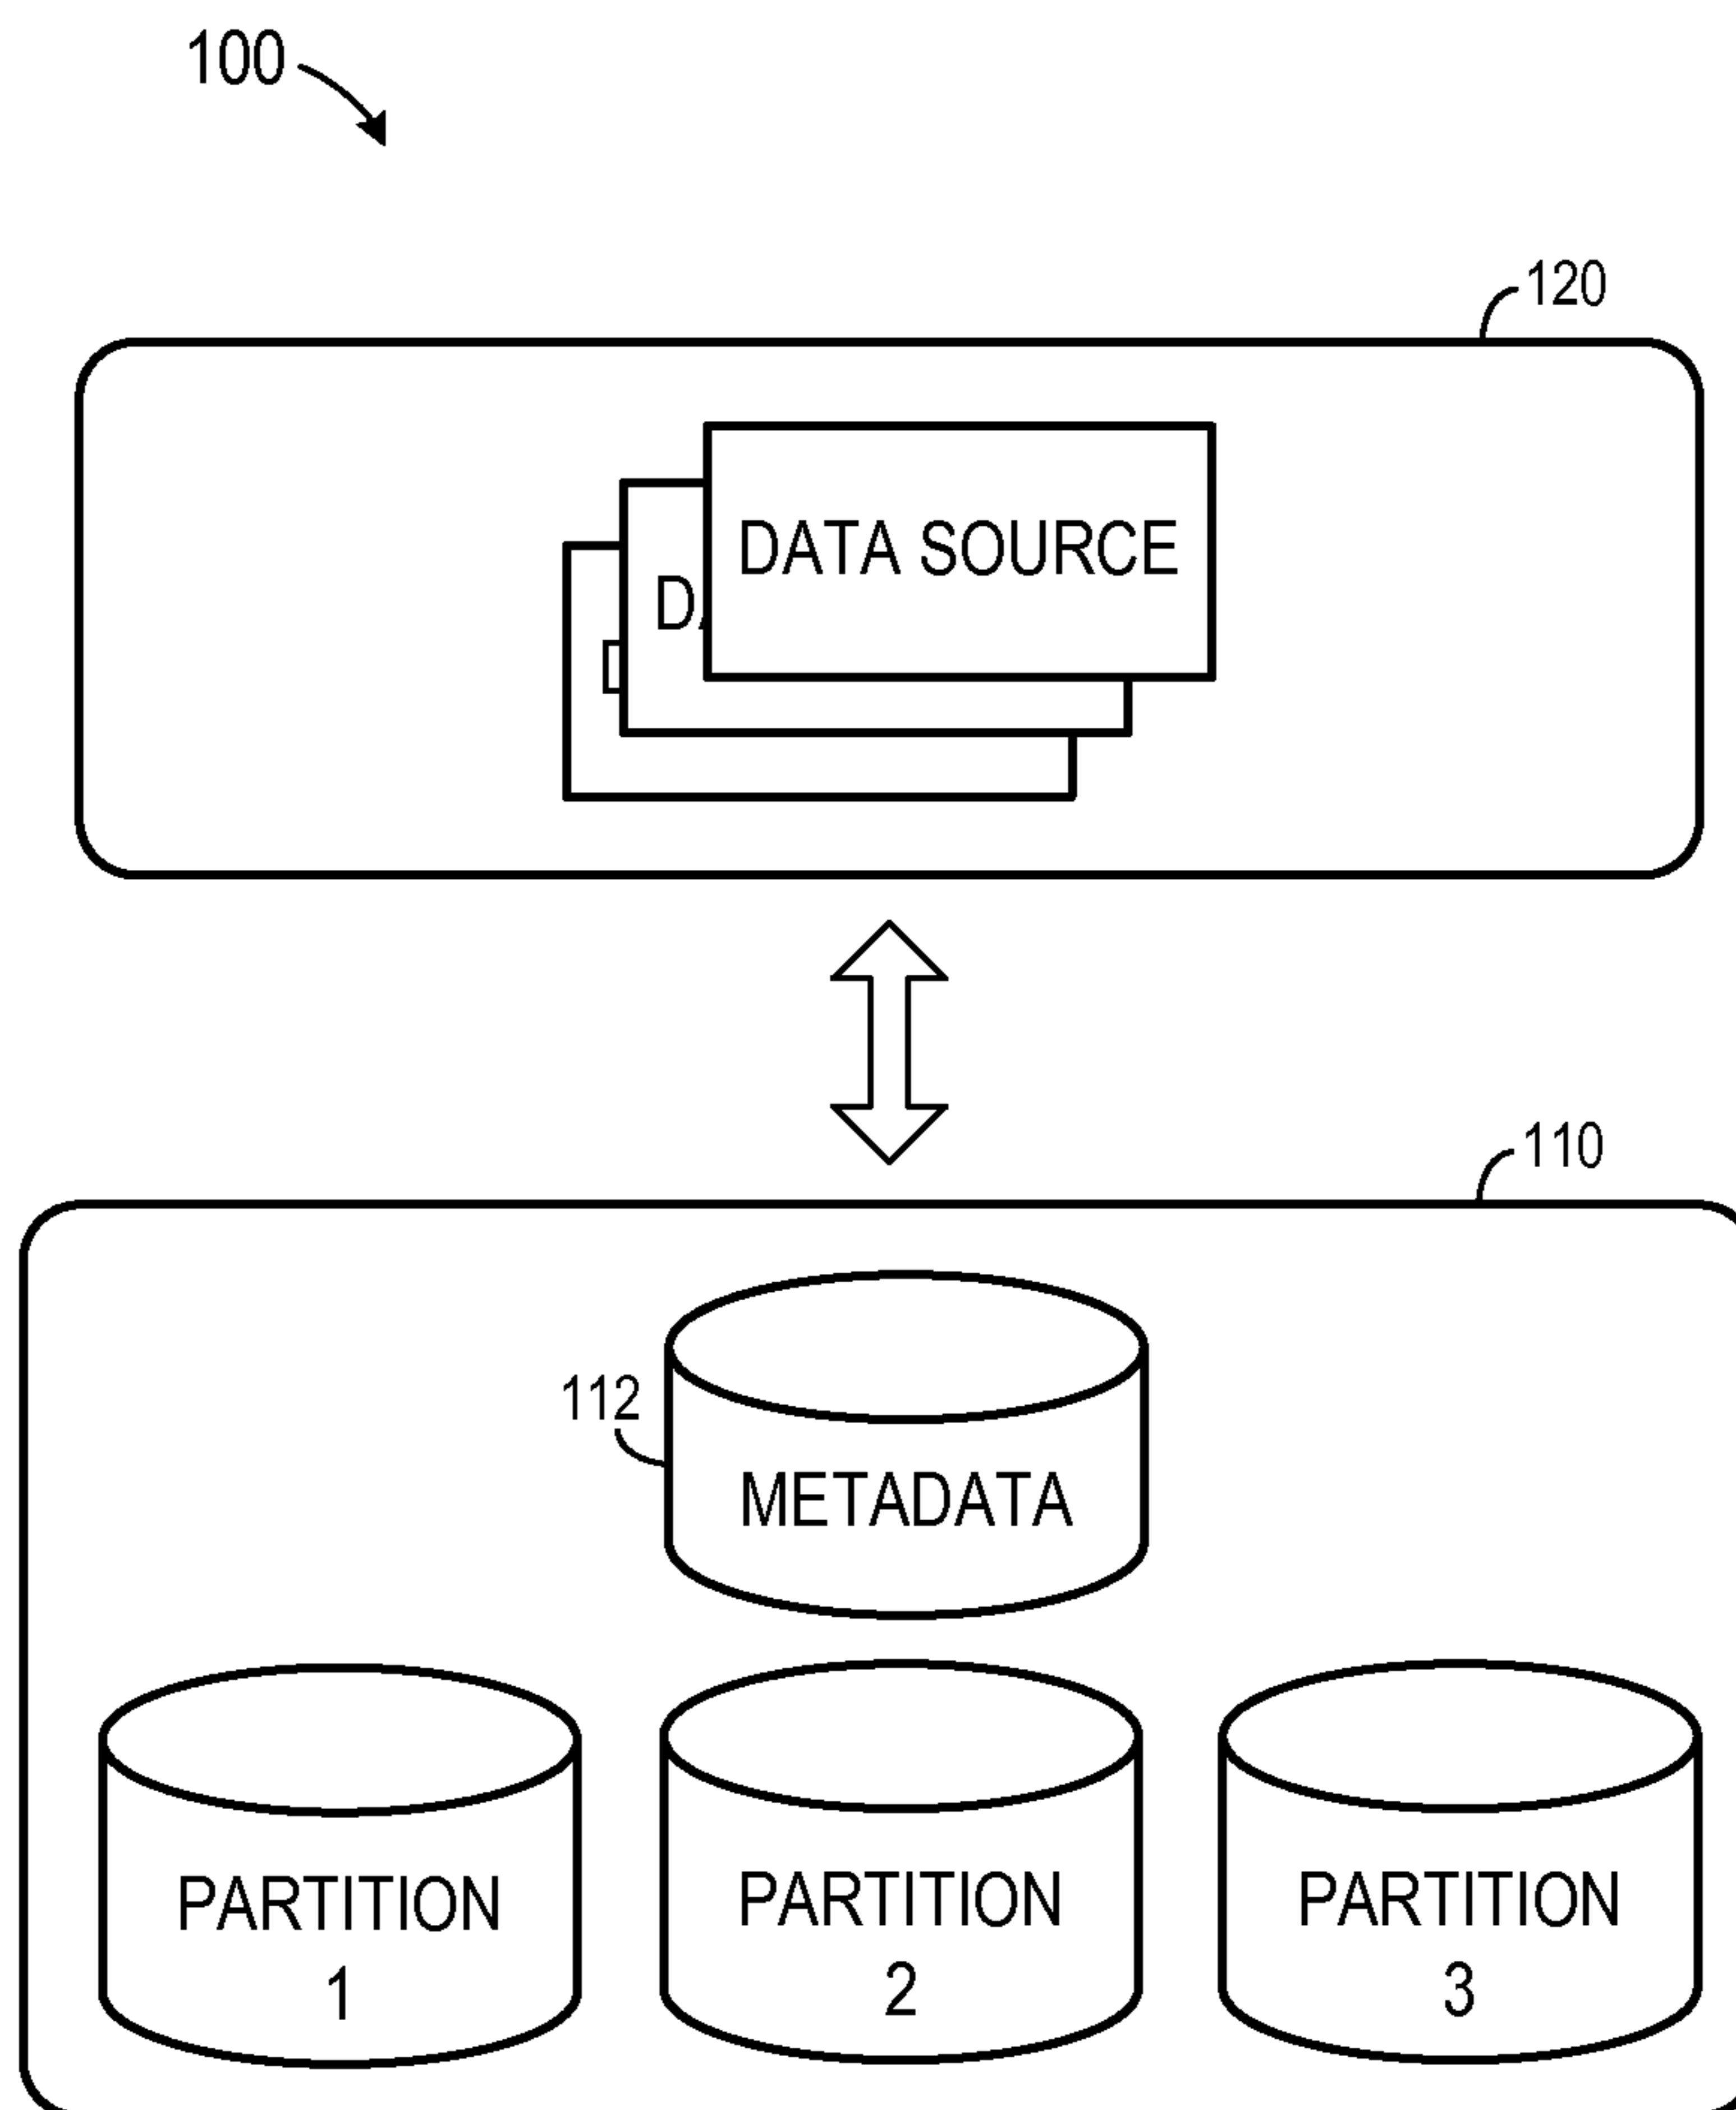 100
120
DATA SOURCE
D
110
112
METADATA
PARTITION
1
PARTITION
2
PARTITION
3